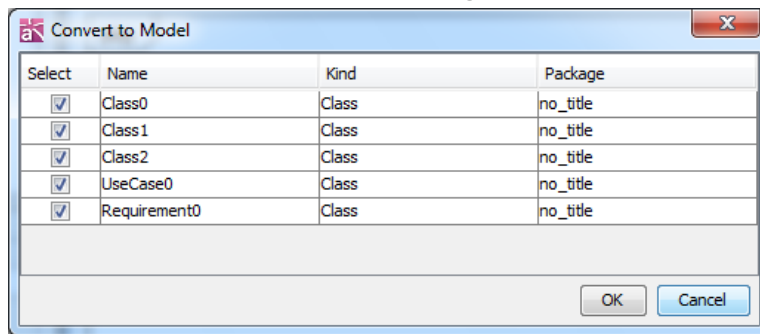 Convert to Model
Select Name Kind Package
Class0 Class no_title
Class1 Class no_title
Class2 Class no_title
UseCase0 Class no_title
Requirement0 Class no_title
OK Cancel